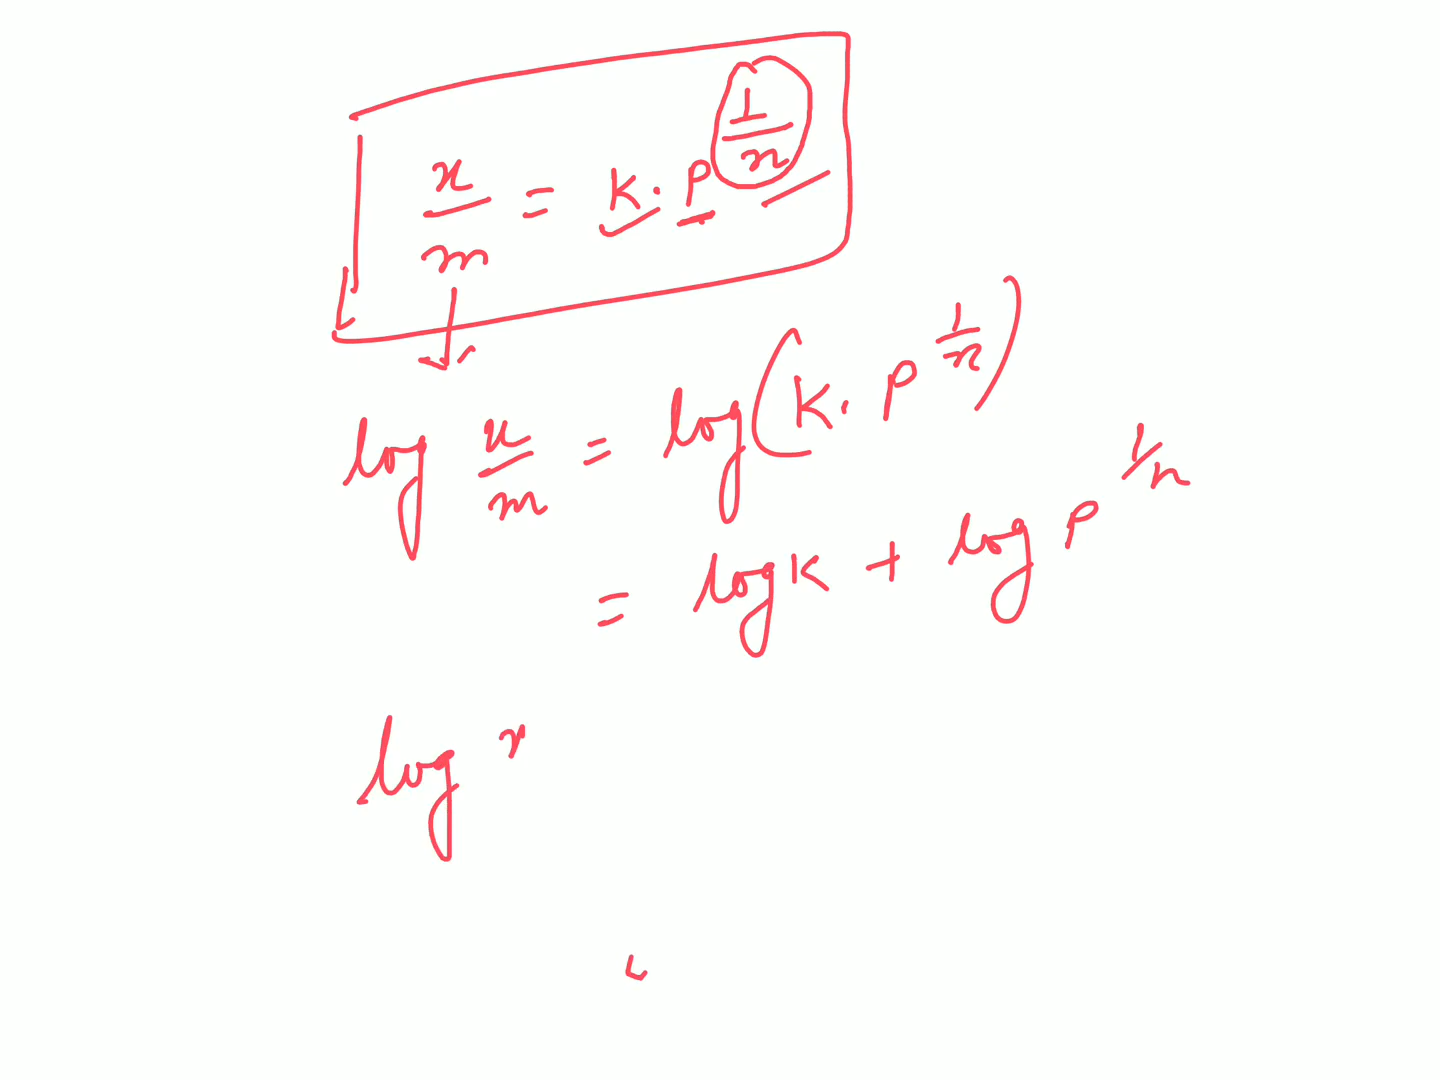 x/m = K. P^(1/n)
log x/m = log(K. P^(1/n))
= log K + log P^(1/n)
log